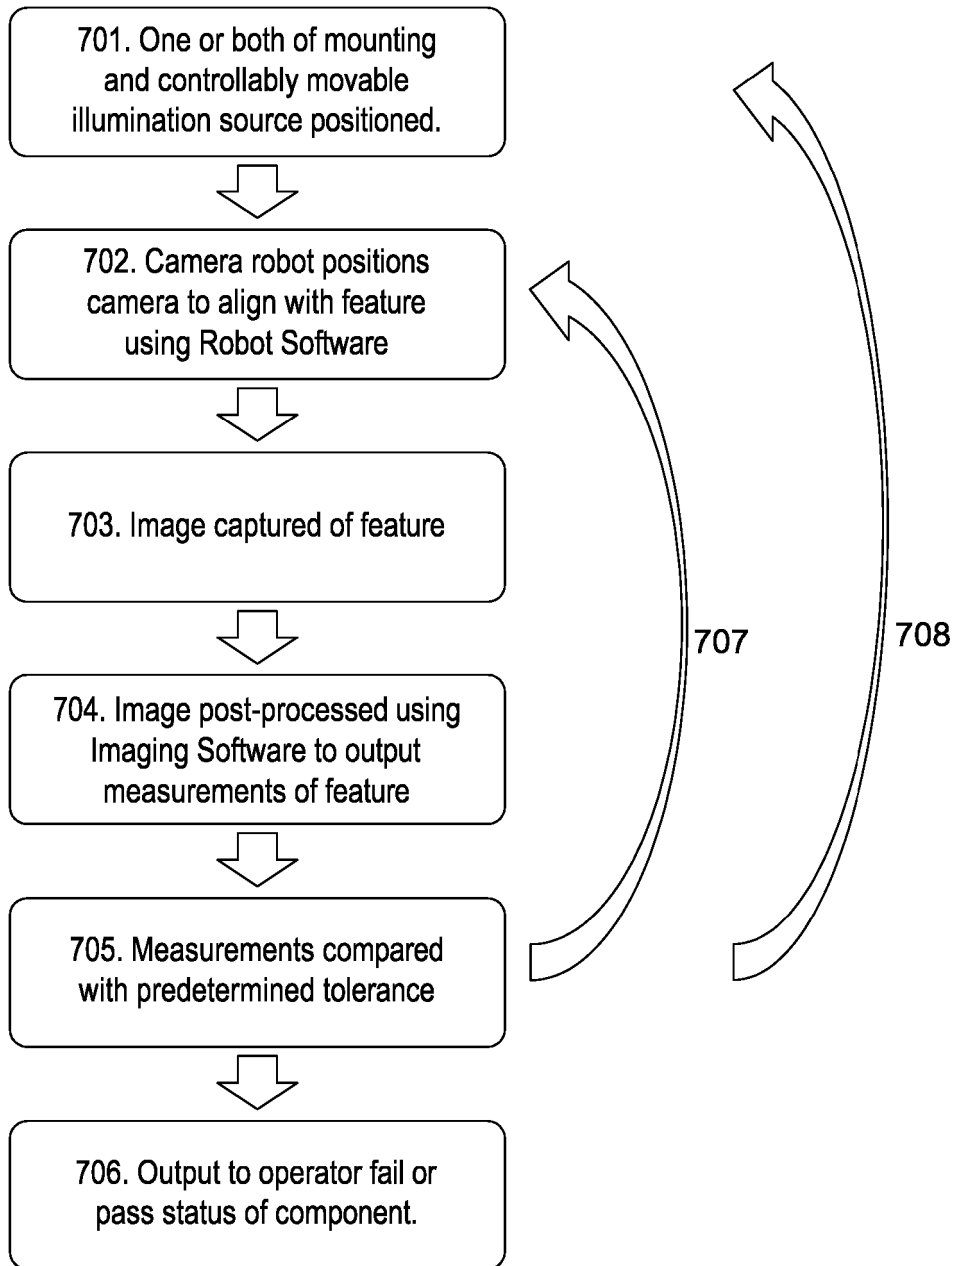 701. One or both of mounting
and controllably movable
illumination source positioned.
702. Camera robot positions
camera to align with feature
using Robot Software
703. Image captured of feature
704. Image post-processed using
Imaging Software to output
measurements of feature
705. Measurements compared
with predetermined tolerance
706. Output to operator fail or
pass status of component.
707
708